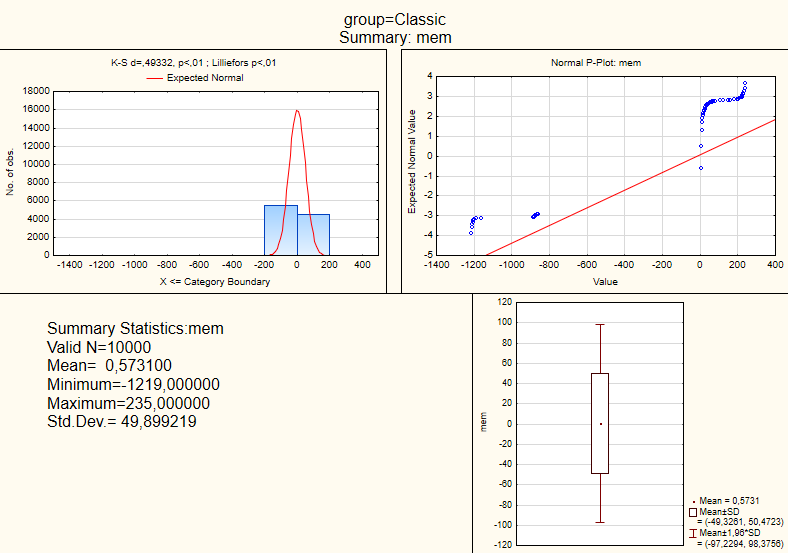 group=Classic
Summary: mem
K-S d=,49332, p<,01 ; Lilliefors p<,01
Expected Normal
18000
16000
14000
12000
10000
8000
6000
4000
2000
0
No. of obs.
-1400 -1200 -1000 -800 -600 -400 -200 0 200 400
X <= Category Boundary
Normal P-Plot: mem
4
3
2
1
0
-1
-2
-3
-4
-5
Expected Normal Value
-1400 -1200 -1000 -800 -600 -400 -200 0 200 400
Value
Summary Statistics:mem
Valid N=10000
Mean= 0,573100
Minimum=-1219,000000
Maximum=235,000000
Std.Dev.= 49,899219
120
100
80
60
40
20
0
-20
-40
-60
-80
-100
-120
mem
Mean = 0,5731
Mean±SD
= (-49,3261, 50,4723)
Mean±1,96*SD
= (-97,2294, 98,3756)